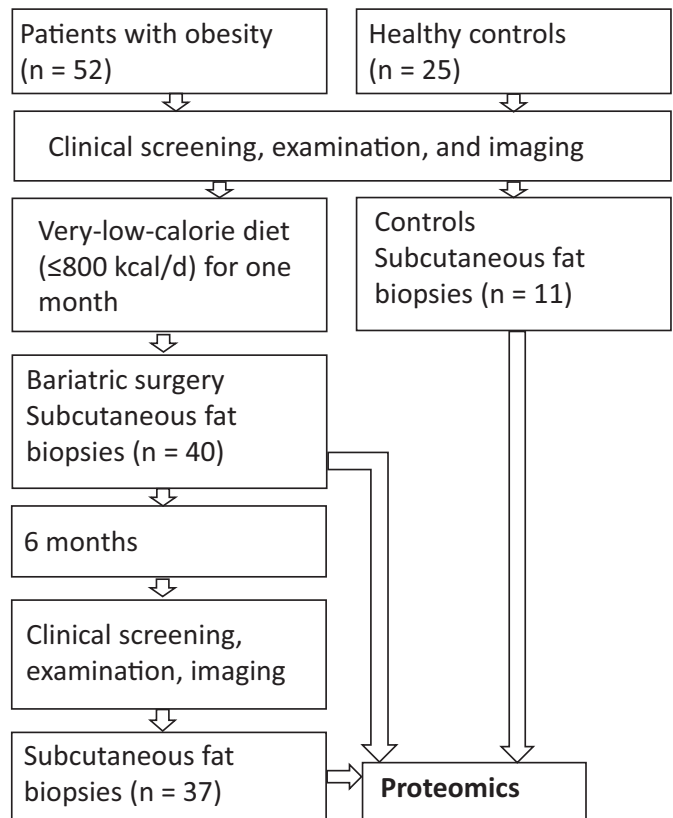 Patients with obesity
(n = 52)
Healthy controls
(n = 25)
Clinical screening, examination, and imaging
Very-low-calorie diet
(≤800 kcal/d) for one
month
Controls
Subcutaneous fat
biopsies (n = 11)
Bariatric surgery
Subcutaneous fat
biopsies (n = 40)
6 months
Clinical screening,
examination, imaging
Subcutaneous fat
biopsies (n = 37)
Proteomics